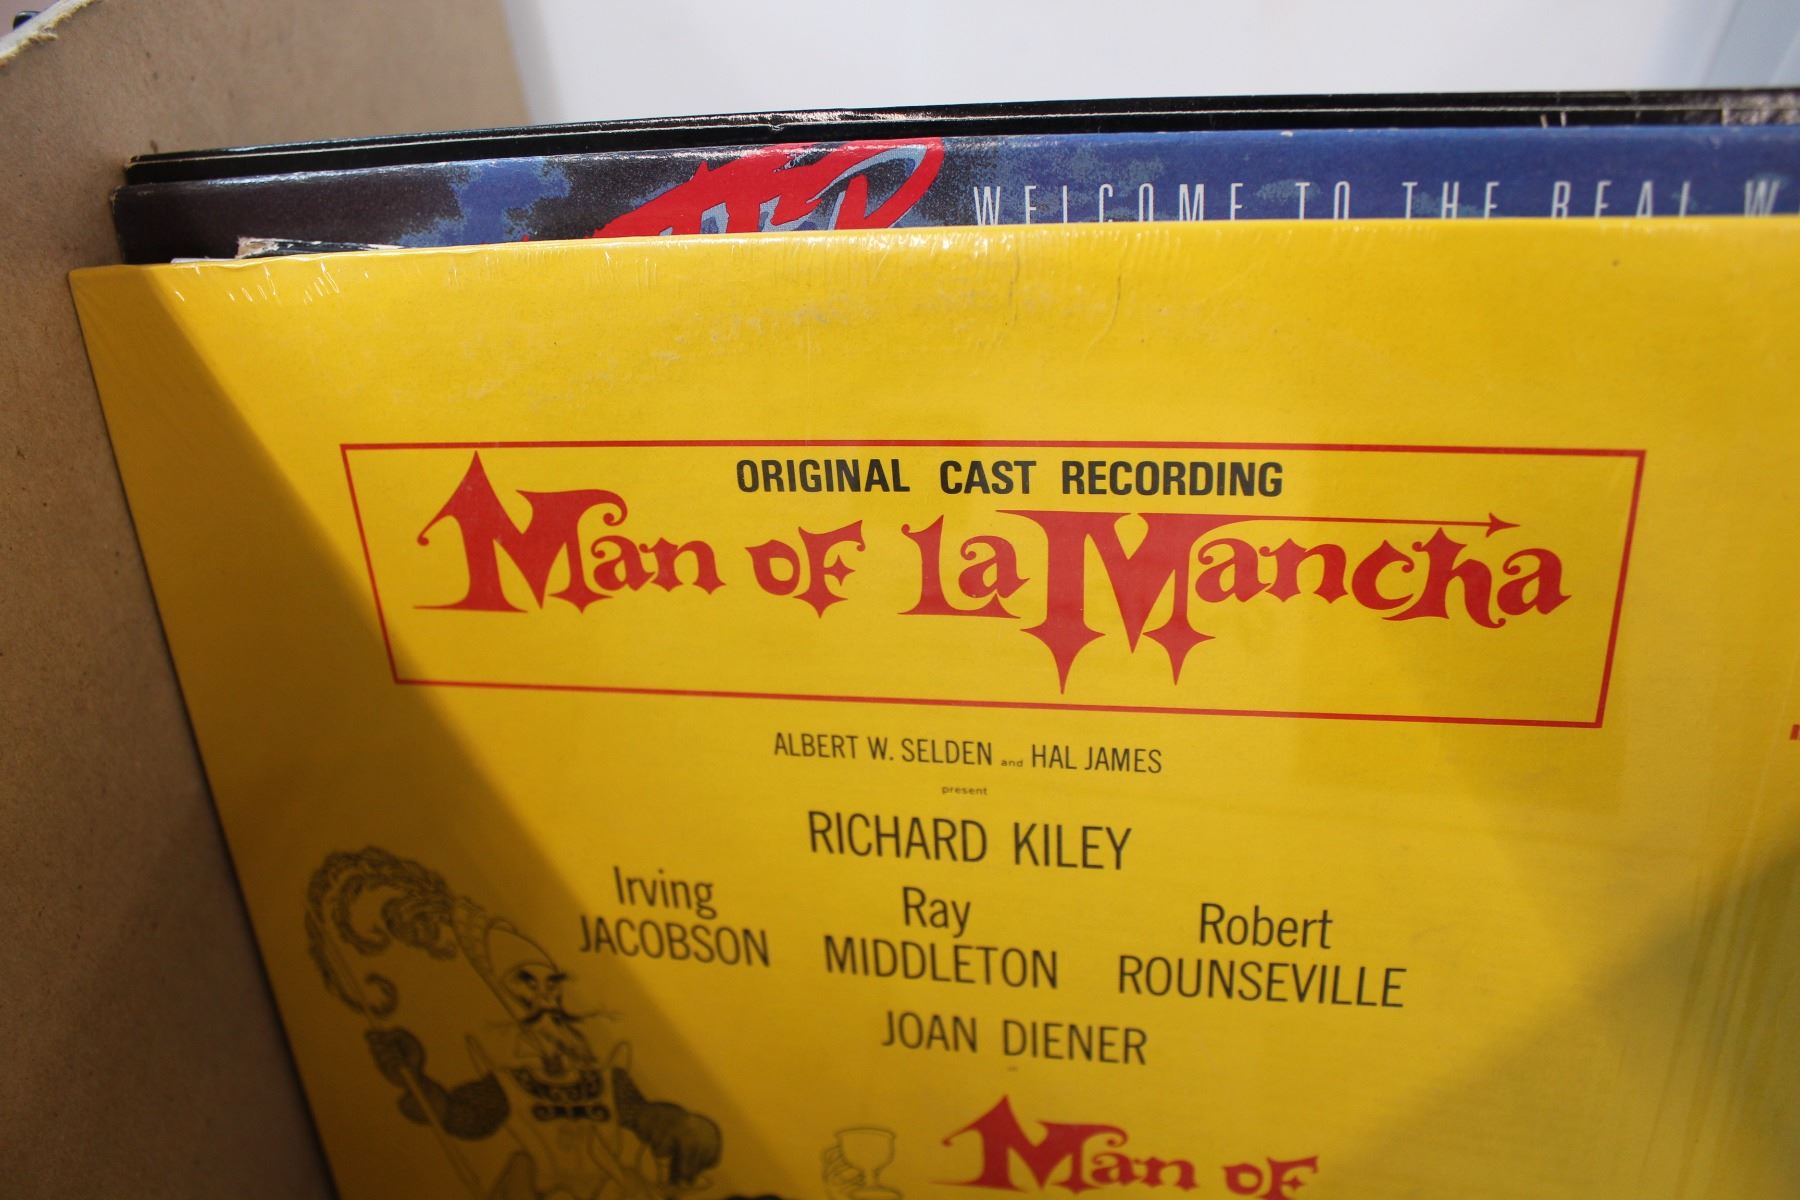 WELCOME TO THE REAL W
ORIGINAL CAST RECORDING
Man of La Mancha
ALBERT W. SELDEN and HAL JAMES
present
RICHARD KILEY
Irving JACOBSON
Ray MIDDLETON
Robert ROUNSEVILLE
JOAN DIENER
Man of